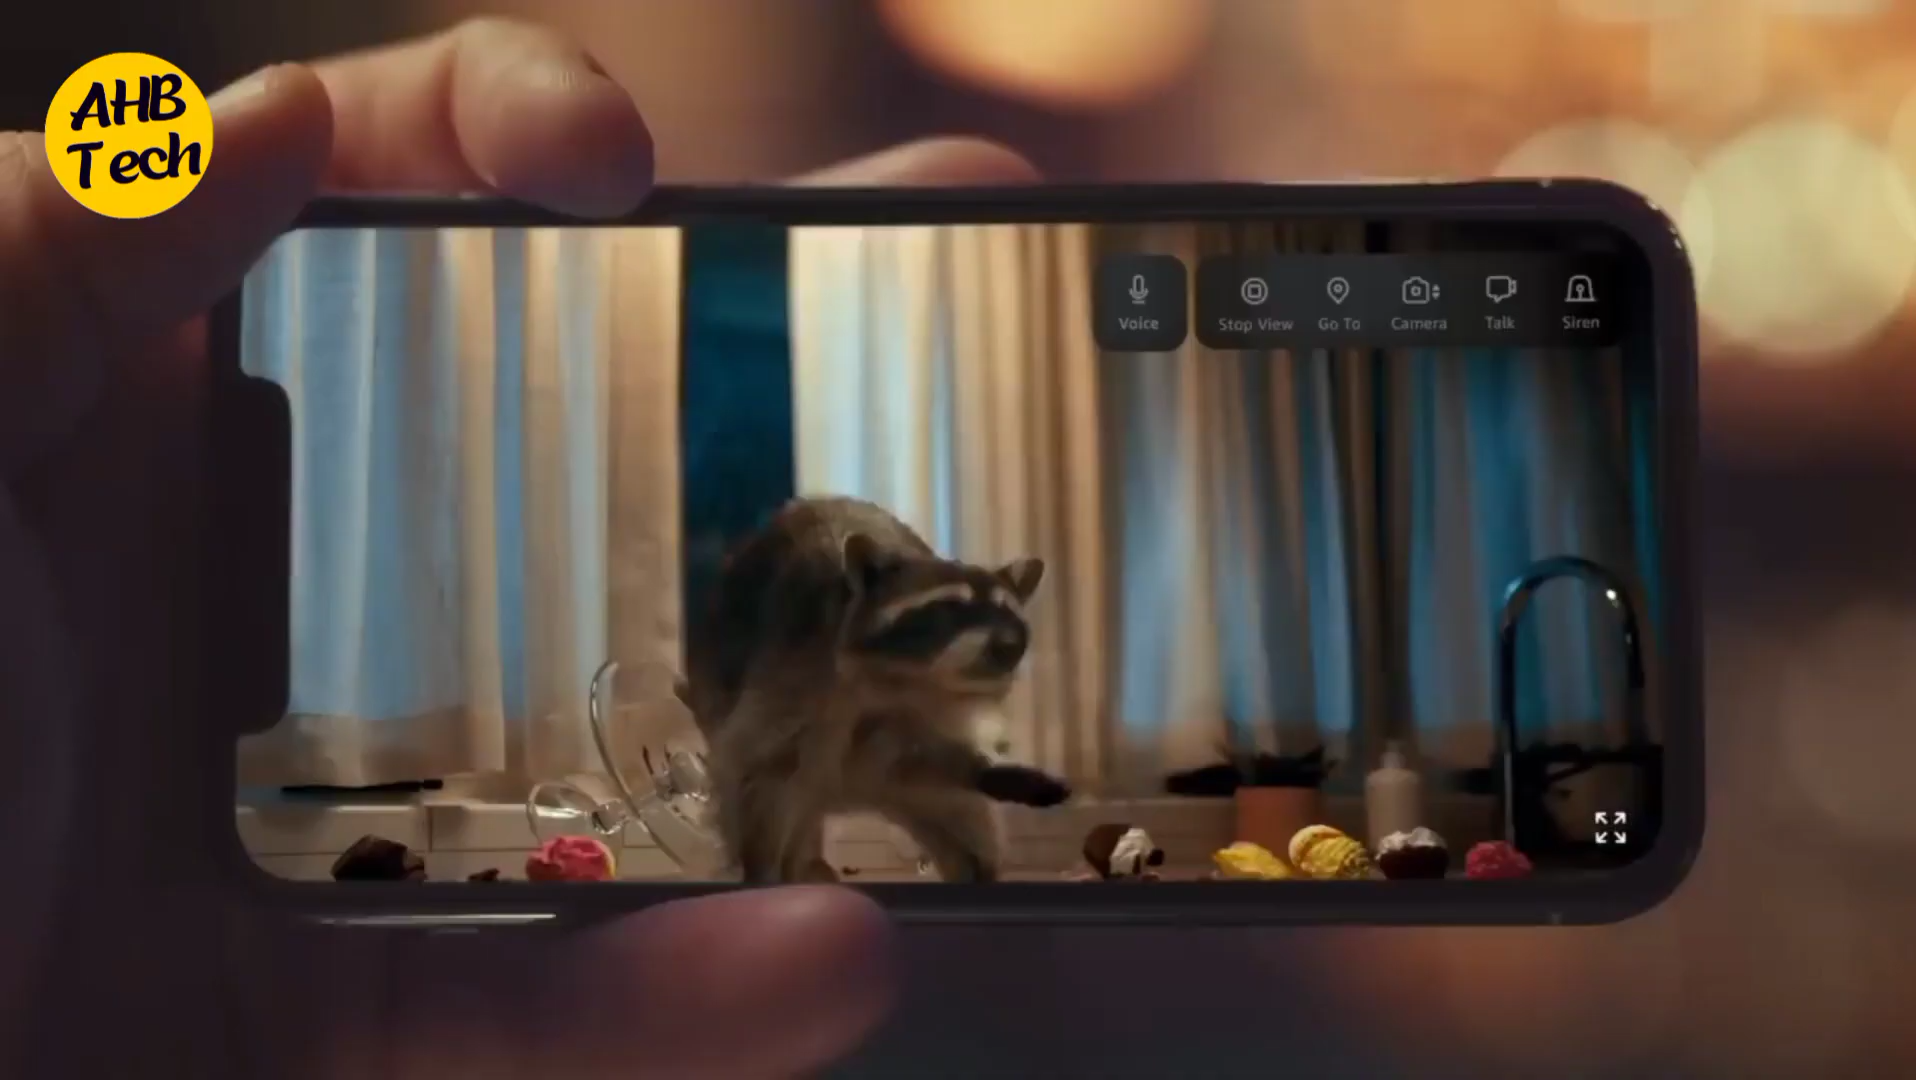 AHB
Tech
Voice
Stop View
Go To
Camera
Talk
Siren